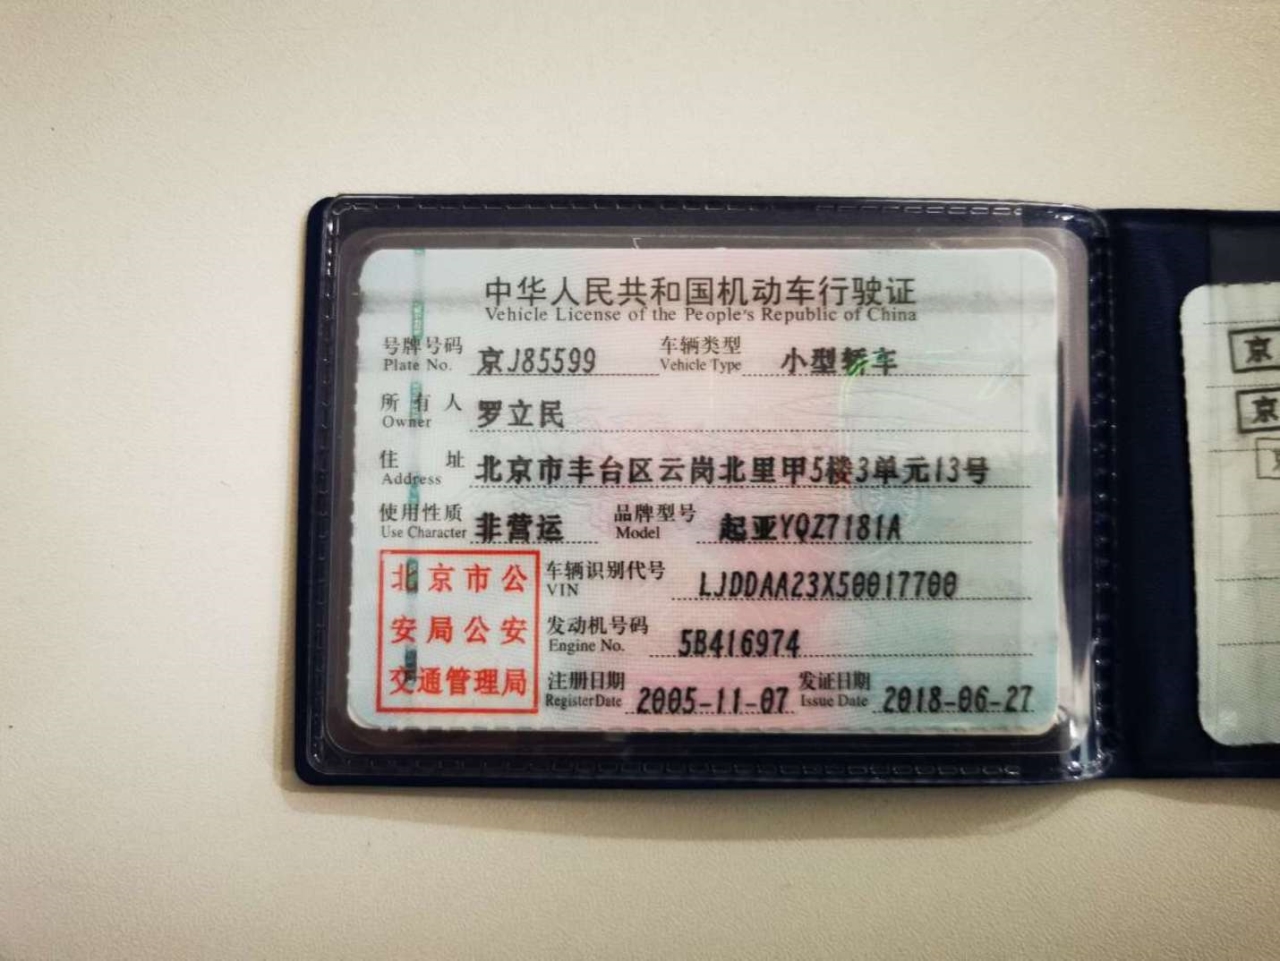 中华人民共和国机动车行驶证
Vehicle License of the People's Republic of China
号牌号码 京J85599 车辆类型 小型轿车
Plate No. Vehicle Type
所有人 罗立民
Owner
住址 北京市丰台区云岗北里甲5楼3单元13号
Address
使用性质 非营运 品牌型号 起亚YQZ7181A
Use Character Model
北京市公
安局公安
交通管理局
车辆识别代号 LJDDAA23X50017700
VIN
发动机号码 5B416974
Engine No.
注册日期 2005-11-07 发证日期 2018-06-27
Register Date Issue Date
京
京